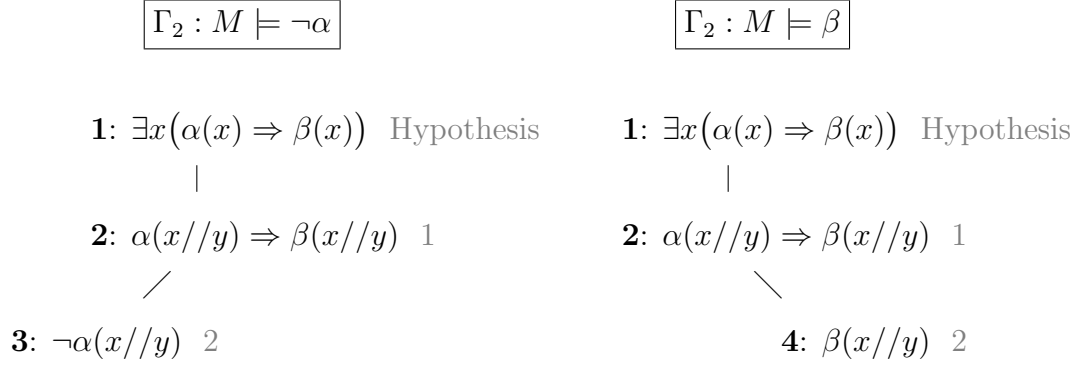 Γ₂ : M ⊨ ¬α
1: ∃x(α(x) ⇒ β(x)) Hypothesis
2: α(x//y) ⇒ β(x//y) 1
3: ¬α(x//y) 2
Γ₂ : M ⊨ β
1: ∃x(α(x) ⇒ β(x)) Hypothesis
2: α(x//y) ⇒ β(x//y) 1
4: β(x//y) 2